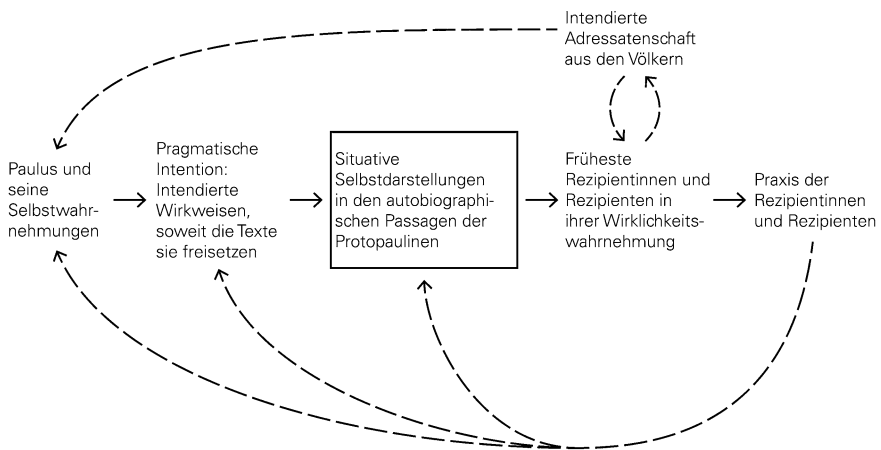 Intendierte
Adressatenschaft
aus den Völkern
Paulus und
seine
Selbstwahr-
nehmungen
Pragmatische
Intention:
Intendierte
Wirkweisen,
soweit die Texte
sie freisetzen
Situative
Selbstdarstellungen
in den autobiographi-
schen Passagen der
Protopaulinen
Früheste
Rezipientinnen und
Rezipienten in
ihrer Wirklichkeits-
wahrnehmung
Praxis der
Rezipientinnen
und Rezipienten